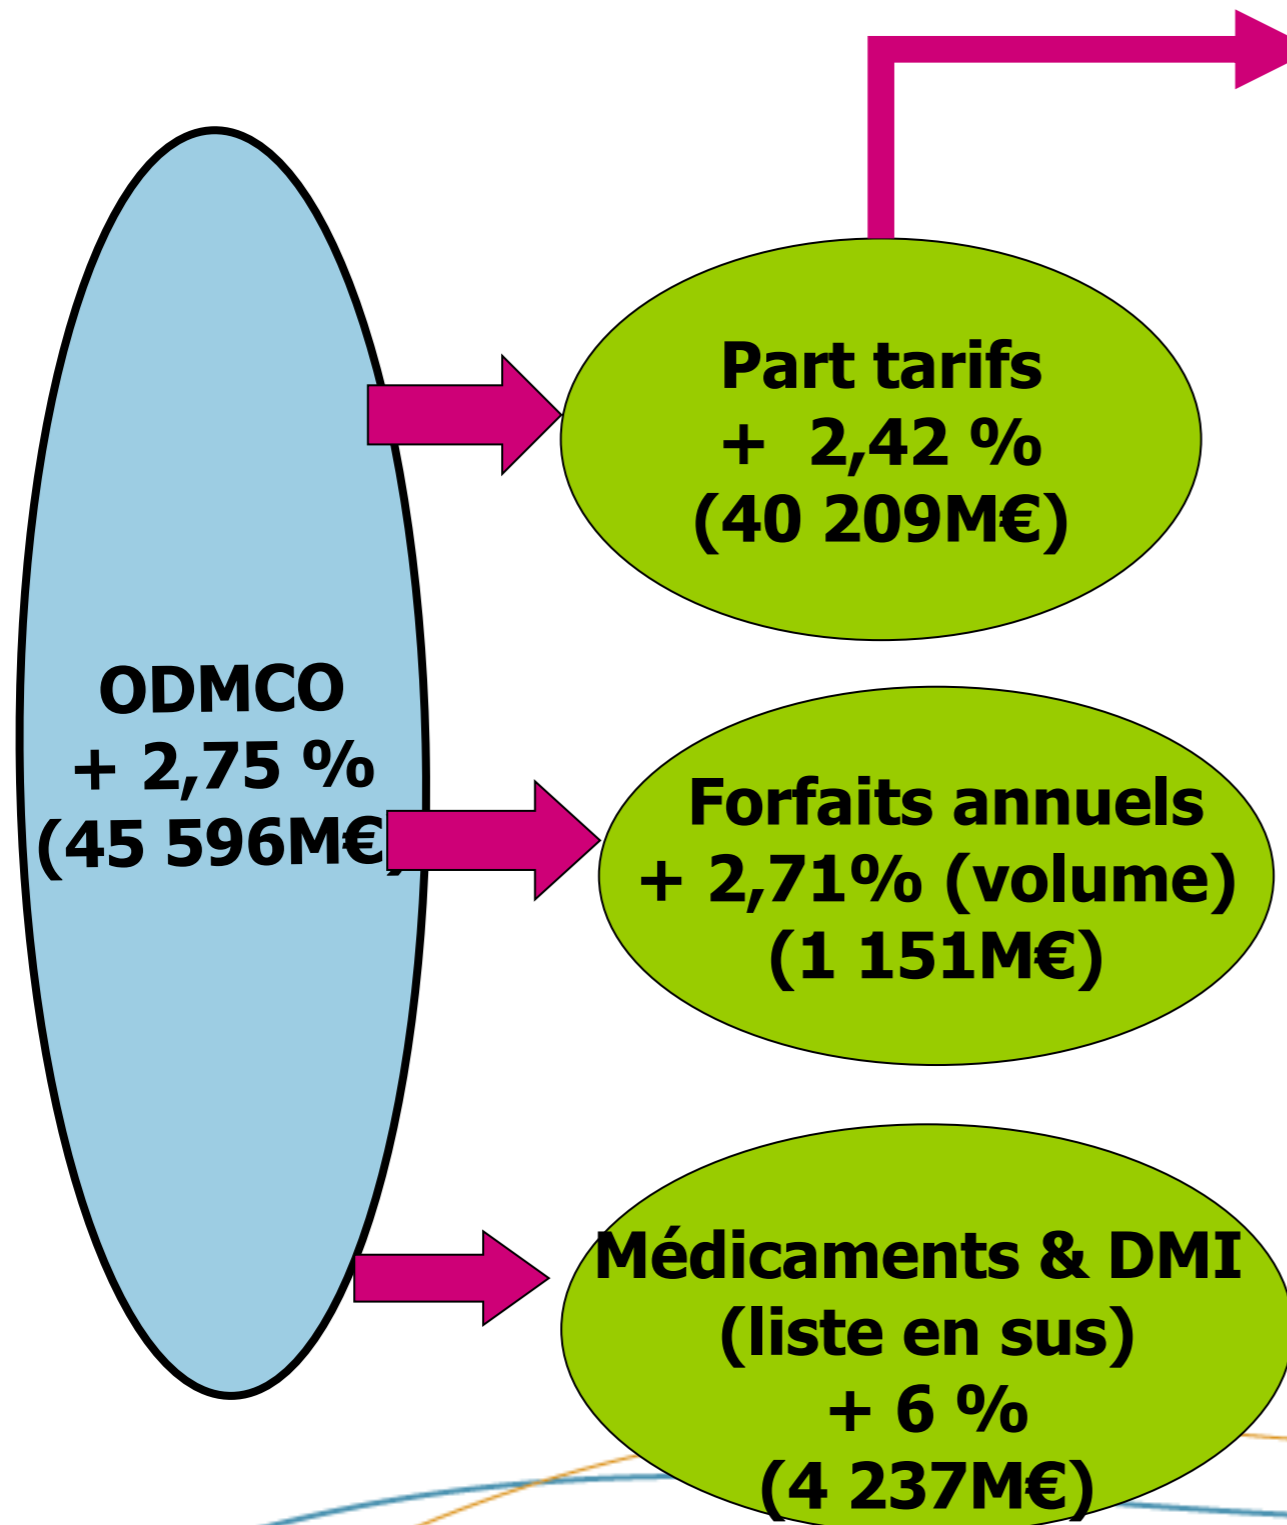 Part tarifs
+ 2,42 %
(40 209M€)
ODMCO
+ 2,75 %
(45 596M€)
Forfaits annuels
+ 2,71% (volume)
(1 151M€)
Médicaments & DMI
(liste en sus)
+ 6 %
(4 237M€)